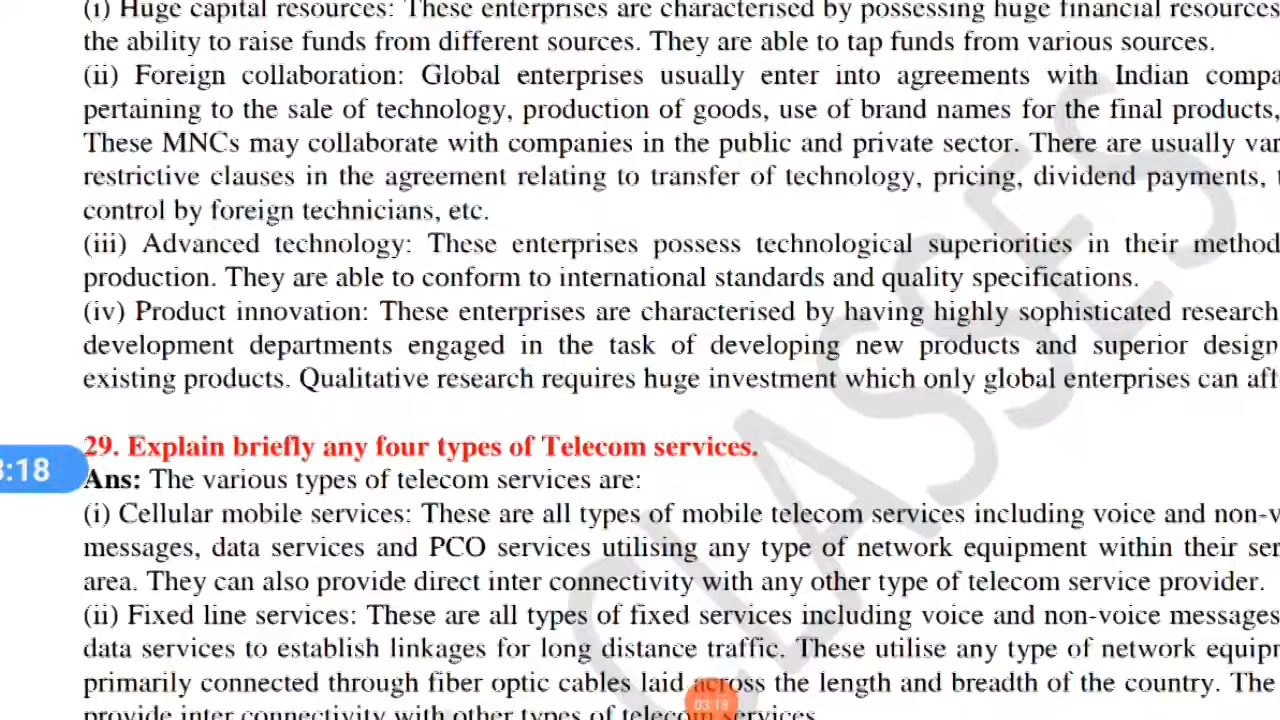 (i) Huge capital resources: These enterprises are characterised by possessing huge financial resources
the ability to raise funds from different sources. They are able to tap funds from various sources.
(ii) Foreign collaboration: Global enterprises usually enter into agreements with Indian compa
pertaining to the sale of technology, production of goods, use of brand names for the final products,
These MNCs may collaborate with companies in the public and private sector. There are usually var
restrictive clauses in the agreement relating to transfer of technology, pricing, dividend payments, t
control by foreign technicians, etc.
(iii) Advanced technology: These enterprises possess technological superiorities in their method
production. They are able to conform to international standards and quality specifications.
(iv) Product innovation: These enterprises are characterised by having highly sophisticated research
development departments engaged in the task of developing new products and superior design
existing products. Qualitative research requires huge investment which only global enterprises can aff
29. Explain briefly any four types of Telecom services.
:18
Ans: The various types of telecom services are:
(i) Cellular mobile services: These are all types of mobile telecom services including voice and non-v
messages, data services and PCO services utilising any type of network equipment within their ser
area. They can also provide direct inter connectivity with any other type of telecom service provider.
(ii) Fixed line services: These are all types of fixed services including voice and non-voice messages
data services to establish linkages for long distance traffic. These utilise any type of network equipr
primarily connected through fiber optic cables laid across the length and breadth of the country. The
03:18
provide inter connectivity with other types of telecom services
CLASSES